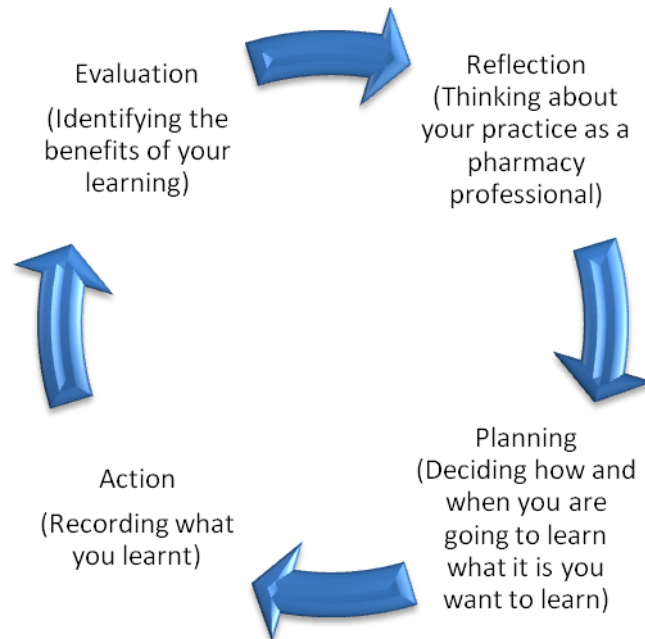 Evaluation
(Identifying the
benefits of your
learning)
Reflection
(Thinking about
your practice as a
pharmacy
professional)
Planning
(Deciding how and
when you are
going to learn
what it is you
want to learn)
Action
(Recording what
you learnt)